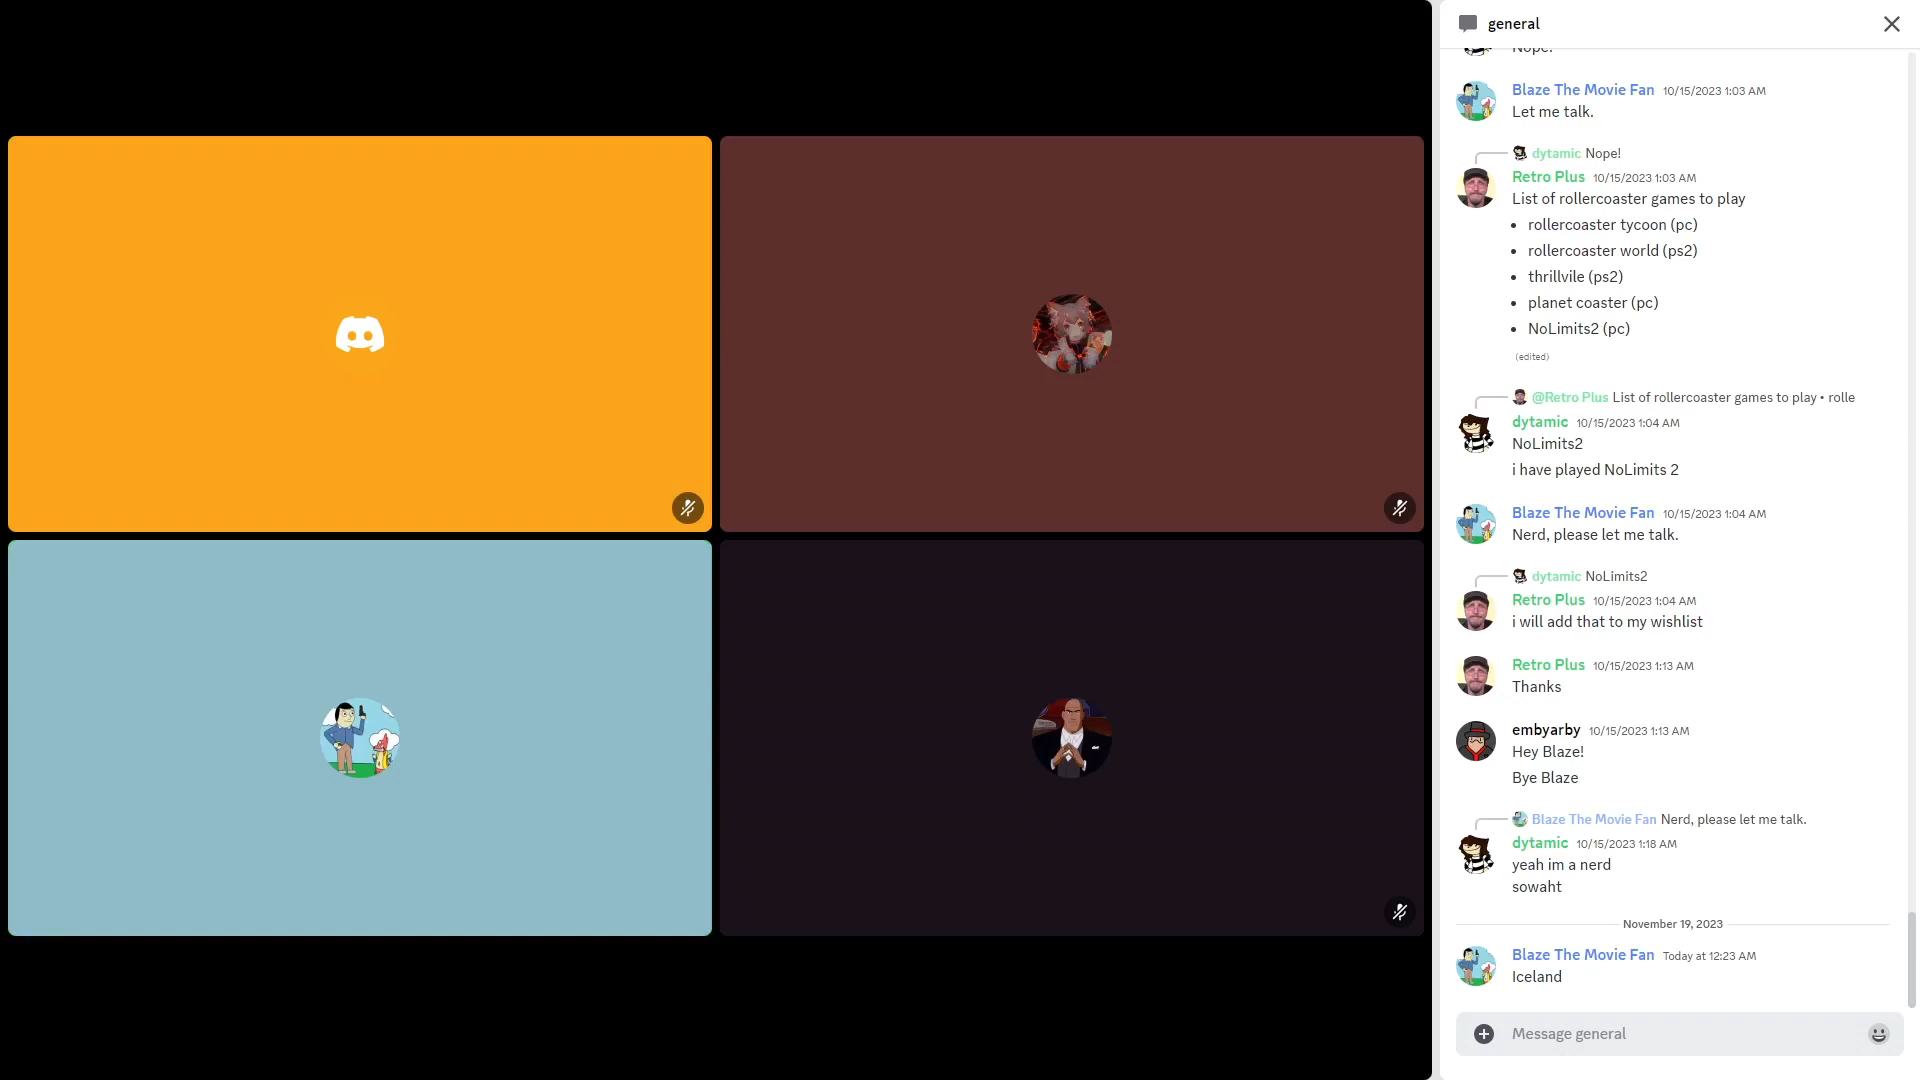 general
Nope!
Blaze The Movie Fan 10/15/2023 1:03 AM
Let me talk.
dytamic Nope!
Retro Plus 10/15/2023 1:03 AM
List of rollercoaster games to play
• rollercoaster tycoon (pc)
• rollercoaster world (ps2)
• thrillvile (ps2)
• planet coaster (pc)
• NoLimits2 (pc)
(edited)
@Retro Plus List of rollercoaster games to play • rolle
dytamic 10/15/2023 1:04 AM
NoLimits2
i have played NoLimits 2
Blaze The Movie Fan 10/15/2023 1:04 AM
Nerd, please let me talk.
dytamic NoLimits2
Retro Plus 10/15/2023 1:04 AM
i will add that to my wishlist
Retro Plus 10/15/2023 1:13 AM
Thanks
embyarby 10/15/2023 1:13 AM
Hey Blaze!
Bye Blaze
Blaze The Movie Fan Nerd, please let me talk.
dytamic 10/15/2023 1:18 AM
yeah im a nerd
sowaht
November 19, 2023
Blaze The Movie Fan Today at 12:23 AM
Iceland
Message general